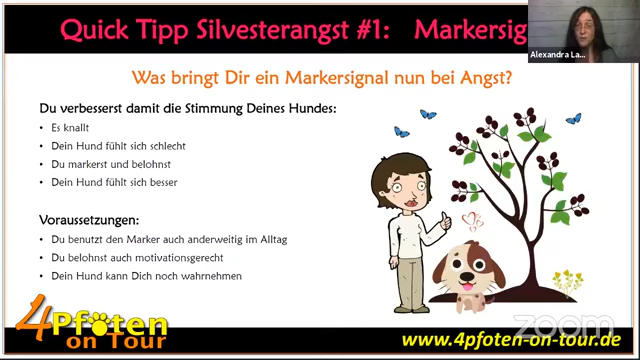 Quick Tipp Silvesterangst #1: Markersig
Alexandra La...
Was bringt Dir ein Markersignal nun bei Angst?
Du verbesserst damit die Stimmung Deines Hundes:
• Es knallt
• Dein Hund fühlt sich schlecht
• Du markerst und belohnst
• Dein Hund fühlt sich besser
Voraussetzungen:
• Du benutzt den Marker auch anderweitig im Alltag
• Du belohnst auch motivationsgerecht
• Dein Hund kann Dich noch wahrnehmen
4Pfoten
on Tour
zoom
www.4pfoten-on-tour.de